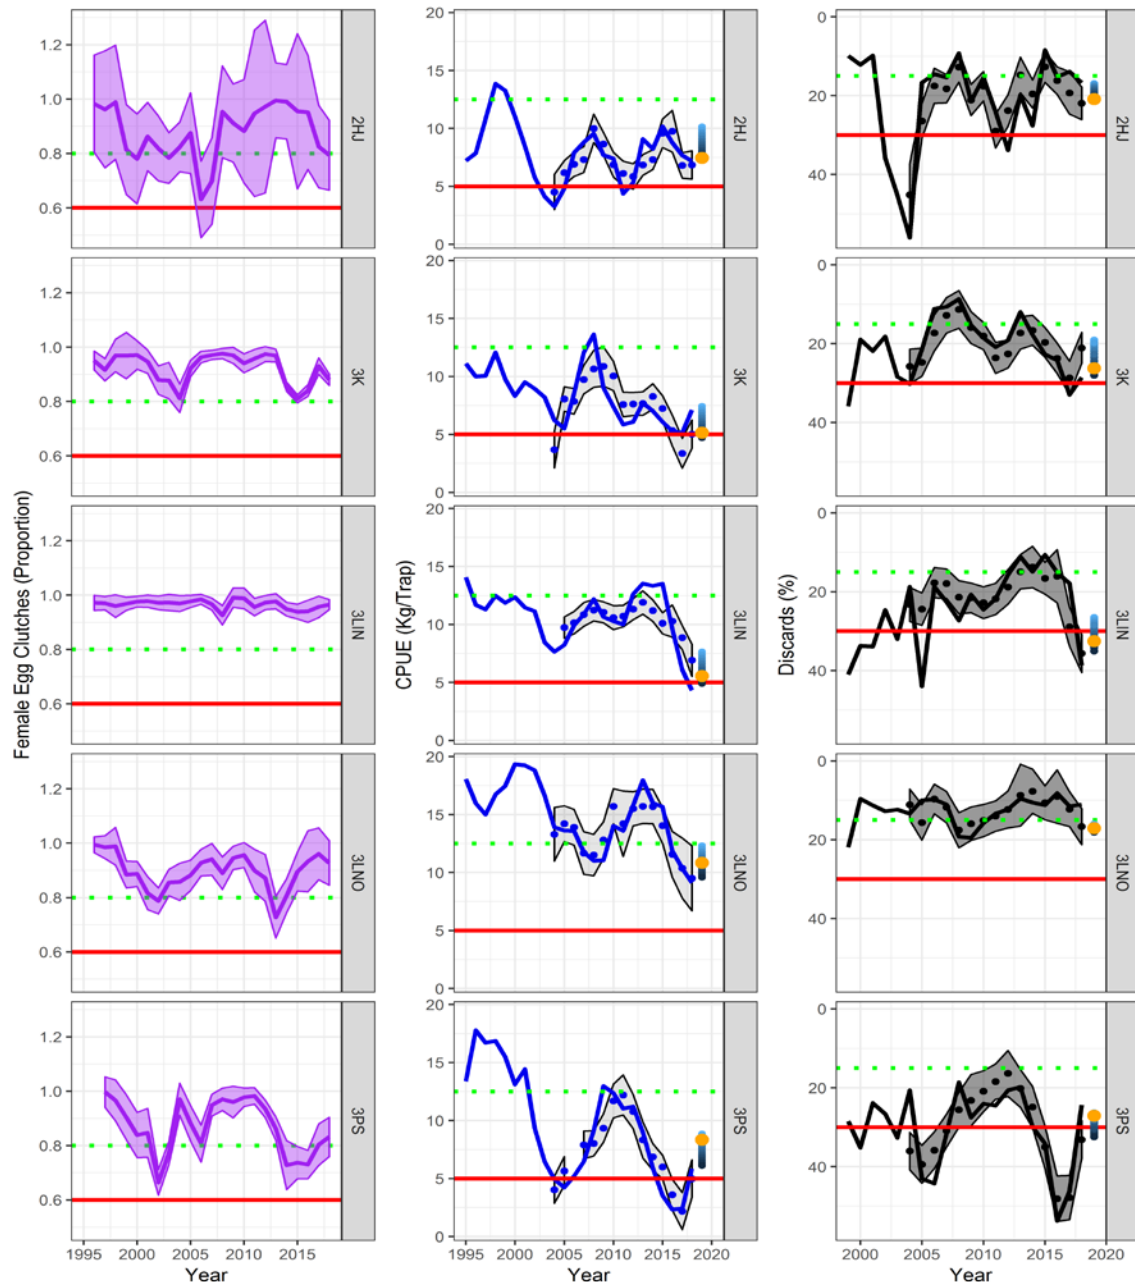 20
0
1.2
15
1.0
20
10
2HJ
2HJ
2HJ
0.8
5
40
0.6
0
20
0
1.2
15
1.0
20
10
3K
3K
3K
0.8
5
40
0.6
0
20
0
1.2
15
1.0
20
10
3LIN
3LIN
3LIN
0.8
5
40
0.6
0
20
0
1.2
15
1.0
20
10
3LNO
3LNO
3LNO
0.8
5
40
0.6
0
15
0
1.2
1.0
20
10
3PS
3PS
3PS
0.8
5
40
0.6
0
Female Egg Clutches (Proportion)
CPUE (Kg/Trap)
Discards (%)
1995 2000 2005 2010 2015
1995 2000 2005 2010 2015 2020
2000 2005 2010 2015 2020
Year
Year
Year